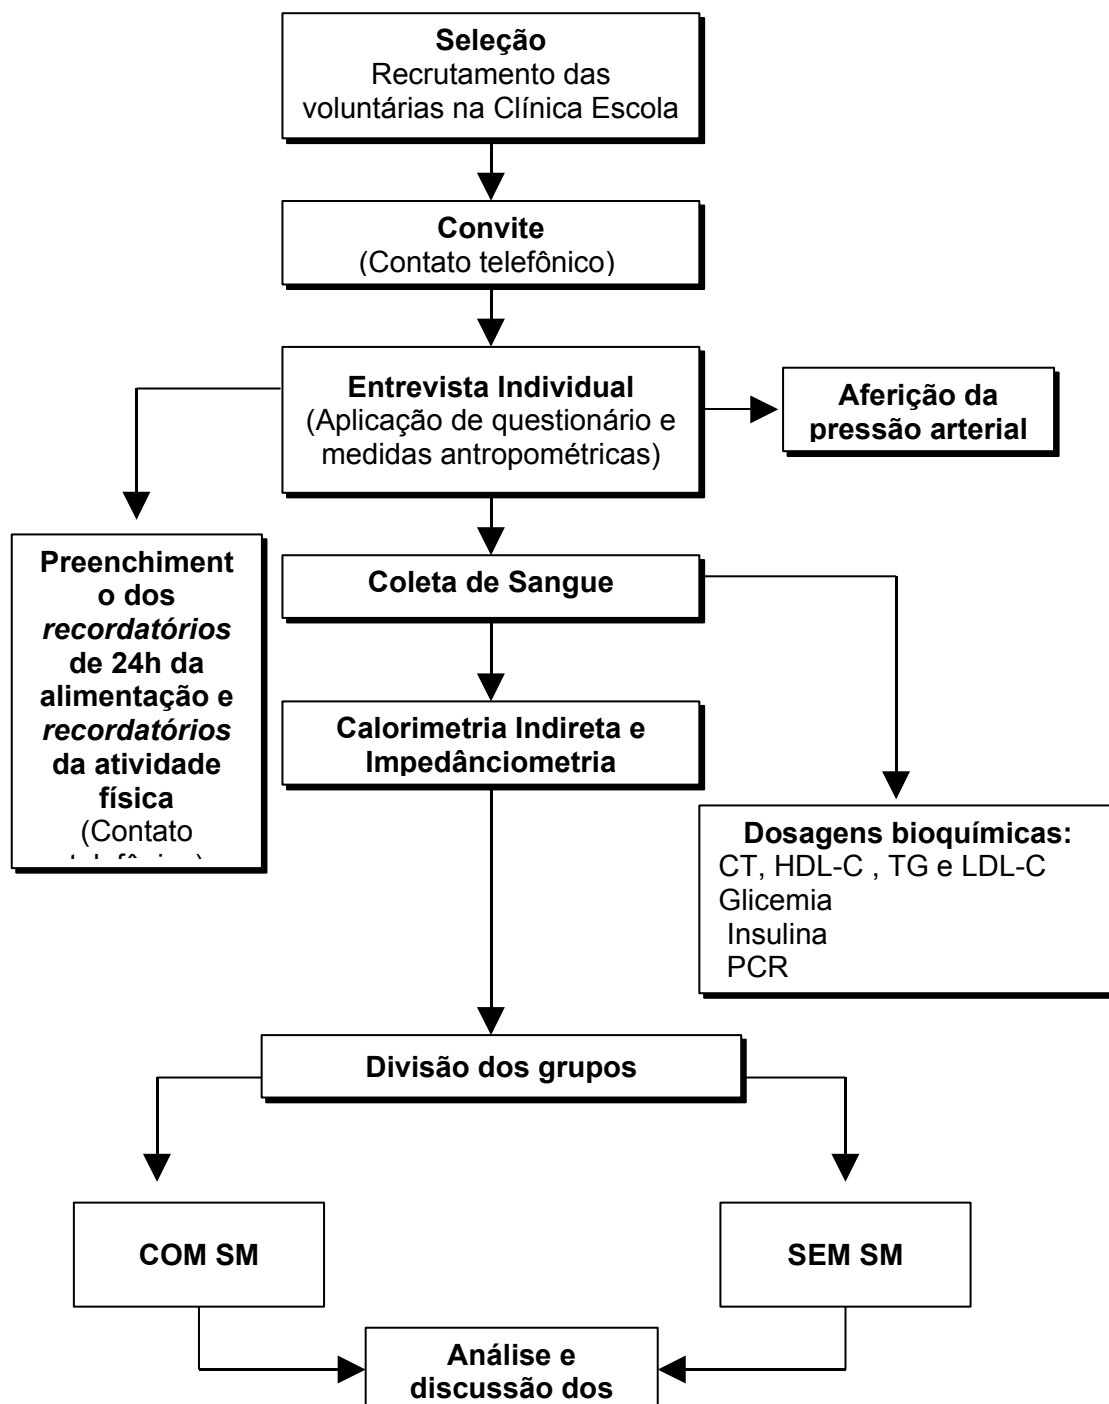 Seleção
Recrutamento das
voluntárias na Clínica Escola
Convite
(Contato telefônico)
Entrevista Individual
(Aplicação de questionário e
medidas antropométricas)
Aferição da
pressão arterial
Preenchiment
o dos
recordatórios
de 24h da
alimentação e
recordatórios
da atividade
física
(Contato
Coleta de Sangue
Calorimetria Indireta e
Impedânciometria
Dosagens bioquímicas:
CT, HDL-C , TG e LDL-C
Glicemia
Insulina
PCR
Divisão dos grupos
COM SM
SEM SM
Análise e
discussão dos